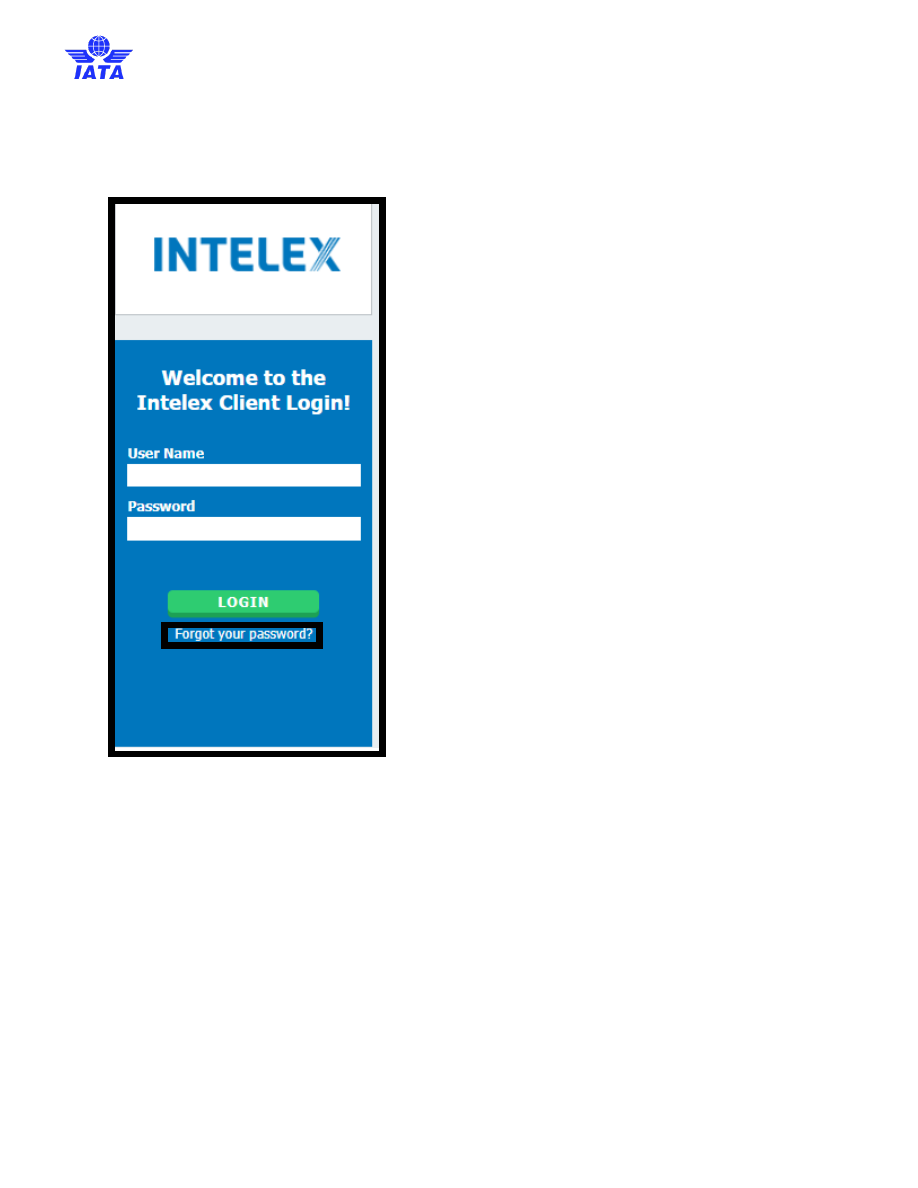 IATA
INTELEX
Welcome to the
Intelex Client Login!
User Name
Password
LOGIN
Forgot your password?